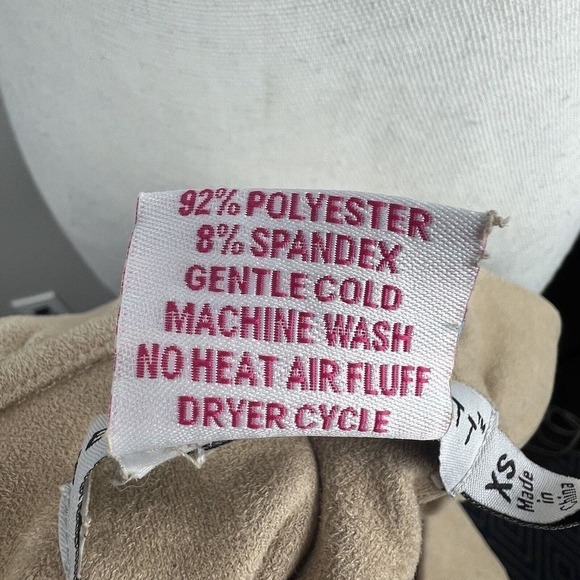 92% POLYESTER
8% SPANDEX
GENTLE COLD
MACHINE WASH
NO HEAT AIR FLUFF
DRYER CYCLE
XS
Made
in
China